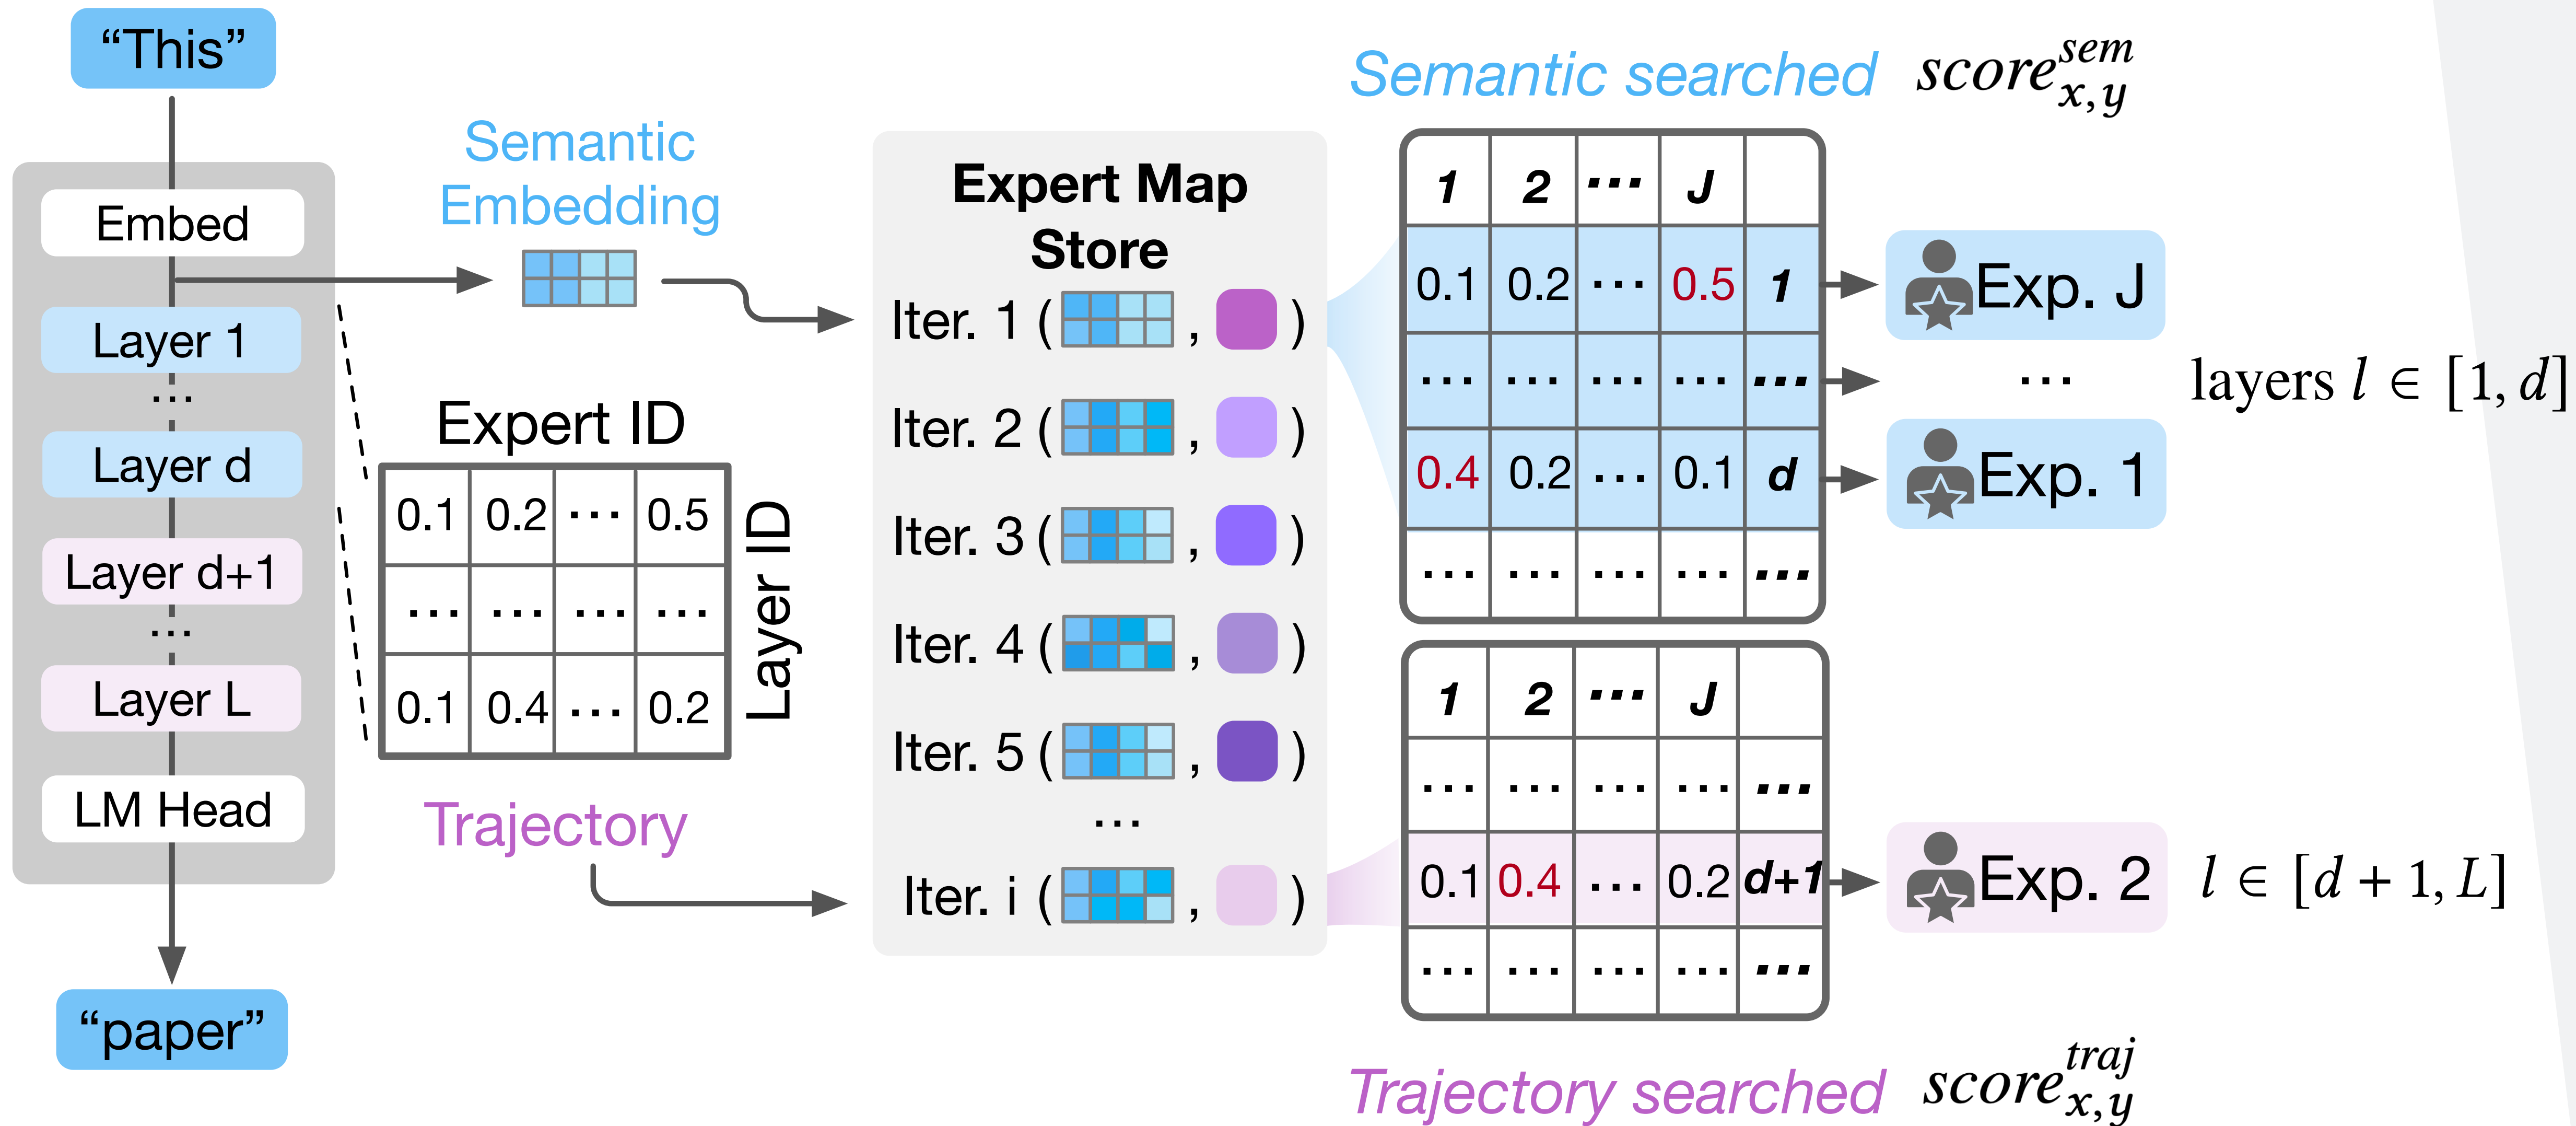 “This”
Embed
Layer 1
...
Layer d
Layer d+1
...
Layer L
LM Head
“paper”
Semantic
Embedding
Expert ID
0.1 0.2 ... 0.5
... ... ... ...
0.1 0.4 ... 0.2
Layer ID
Trajectory
Expert Map
Store
Iter. 1 ( , )
Iter. 2 ( , )
Iter. 3 ( , )
Iter. 4 ( , )
Iter. 5 ( , )
...
Iter. i ( , )
Semantic searched score^{sem}_{x,y}
1 2 ... J
0.1 0.2 ... 0.5 1
... ... ... ... ...
0.4 0.2 ... 0.1 d
... ... ... ... ...
Exp. J
...
Exp. 1
layers l ∈ [1, d]
1 2 ... J
... ... ... ... ...
0.1 0.4 ... 0.2 d+1
... ... ... ... ...
Exp. 2
l ∈ [d + 1, L]
Trajectory searched score^{traj}_{x,y}